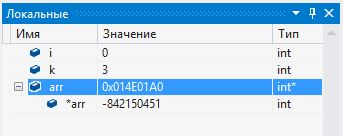 Локальные
Имя Значение Тип
i 0 int
k 3 int
arr 0x014E01A0 int*
*arr -842150451 int